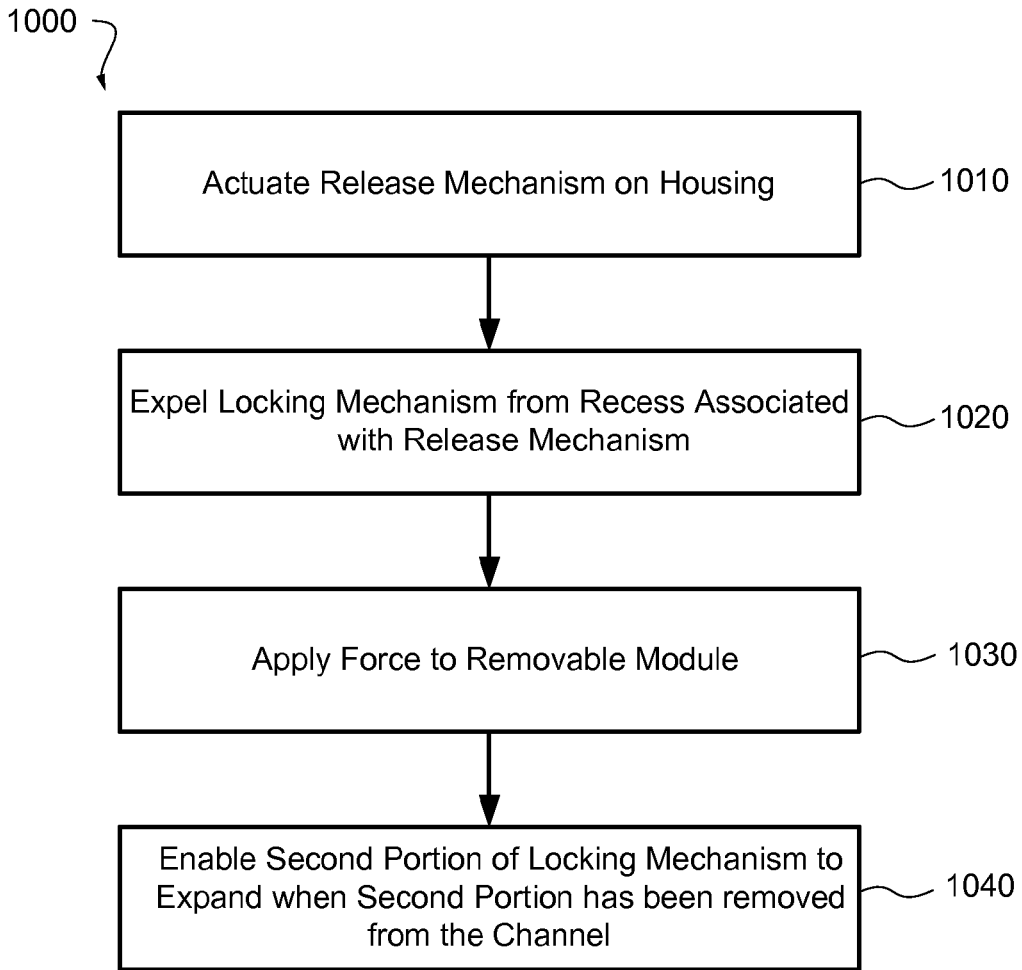 1000
Actuate Release Mechanism on Housing
1010
Expel Locking Mechanism from Recess Associated
with Release Mechanism
1020
Apply Force to Removable Module
1030
Enable Second Portion of Locking Mechanism to
Expand when Second Portion has been removed
from the Channel
1040